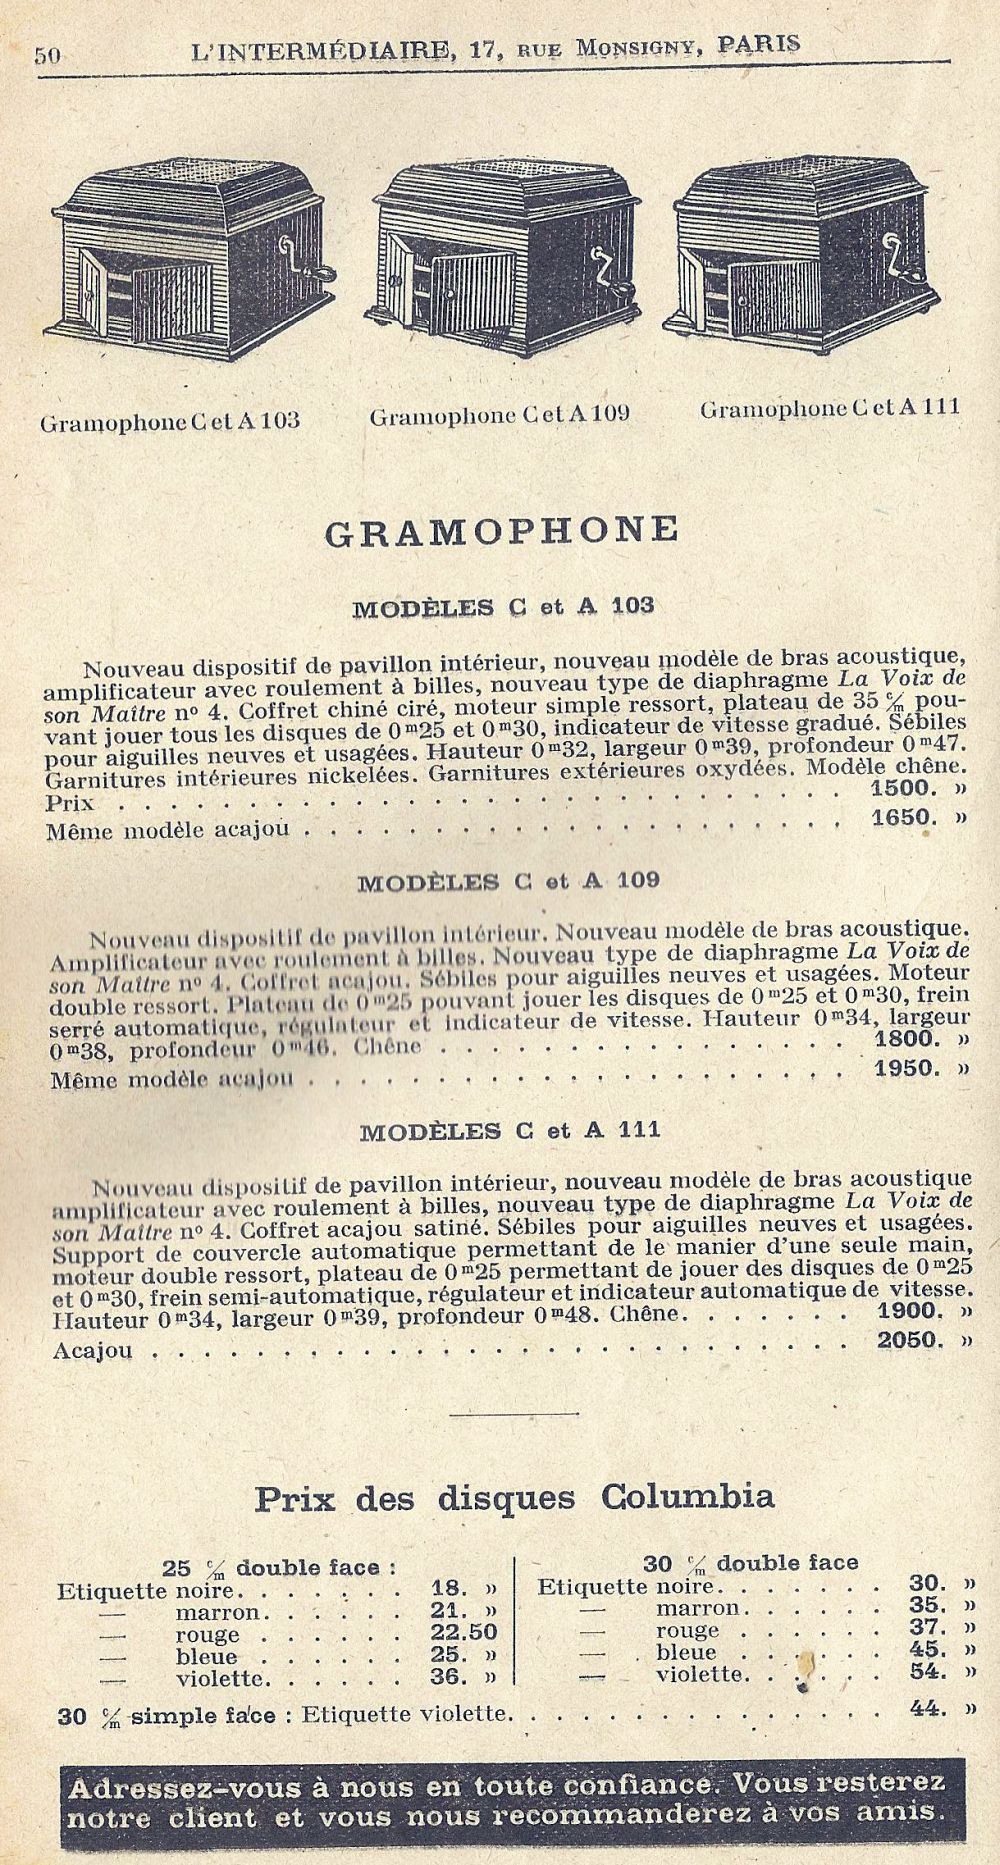 50
L'INTERMÉDIAIRE, 17, RUE MONSIGNY, PARIS
Gramophone C et A 103
Gramophone C et A 109
Gramophone C et A 111
GRAMOPHONE
MODÈLES C et A 103
Nouveau dispositif de pavillon intérieur, nouveau modèle de bras acoustique,
amplificateur avec roulement à billes, nouveau type de diaphragme La Voix de
son Maître nº 4. Coffret chiné ciré, moteur simple ressort, plateau de 35 c/m pou-
vant jouer tous les disques de 0m25 et 0m30, indicateur de vitesse gradué. Sébiles
pour aiguilles neuves et usagées. Hauteur 0m32, largeur 0m39, profondeur 0m47.
Garnitures intérieures nickelées. Garnitures extérieures oxydées. Modèle chêne.
Prix . . . . . . . . . . . . . . . . . . . . . . . . . . . 1500. »
Même modèle acajou . . . . . . . . . . . . . . . . . . . . . 1650. »
MODÈLES C et A 109
Nouveau dispositif de pavillon intérieur. Nouveau modèle de bras acoustique.
Amplificateur avec roulement à billes. Nouveau type de diaphragme La Voix de
son Maître nº 4. Coffret acajou. Sébiles pour aiguilles neuves et usagées. Moteur
double ressort. Plateau de 0m25 pouvant jouer les disques de 0m25 et 0m30, frein
serré automatique, régulateur et indicateur de vitesse. Hauteur 0m34, largeur
0m38, profondeur 0m46. Chêne . . . . . . . . . . . . . . . . 1800. »
Même modèle acajou . . . . . . . . . . . . . . . . . . . . . 1950. »
MODÈLES C et A 111
Nouveau dispositif de pavillon intérieur, nouveau modèle de bras acoustique
amplificateur avec roulement à billes, nouveau type de diaphragme La Voix de
son Maître nº 4. Coffret acajou satiné. Sébiles pour aiguilles neuves et usagées.
Support de couvercle automatique permettant de le manier d'une seule main,
moteur double ressort, plateau de 0m25 permettant de jouer des disques de 0m25
et 0m30, frein semi-automatique, régulateur et indicateur automatique de vitesse.
Hauteur 0m34, largeur 0m39, profondeur 0m48. Chêne. . . . . . . 1900. »
Acajou . . . . . . . . . . . . . . . . . . . . . . . . . . 2050. »
Prix des disques Columbia
25 c/m double face :
Etiquette noire. . . . . . . 18. »
— marron. . . . . . 21. »
— rouge . . . . . . 22.50
— bleue . . . . . . 25. »
— violette. . . . . . 36. »
30 c/m double face
Etiquette noire. . . . . . . 30. »
— marron. . . . . . 35. »
— rouge . . . . . . 37. »
— bleue . . . . . . 45. »
— violette. . . . . . 54. »
30 c/m simple face : Etiquette violette. . . . . . . . . . . . . . . 44. »
Adressez-vous à nous en toute confiance. Vous resterez
notre client et vous nous recommanderez à vos amis.